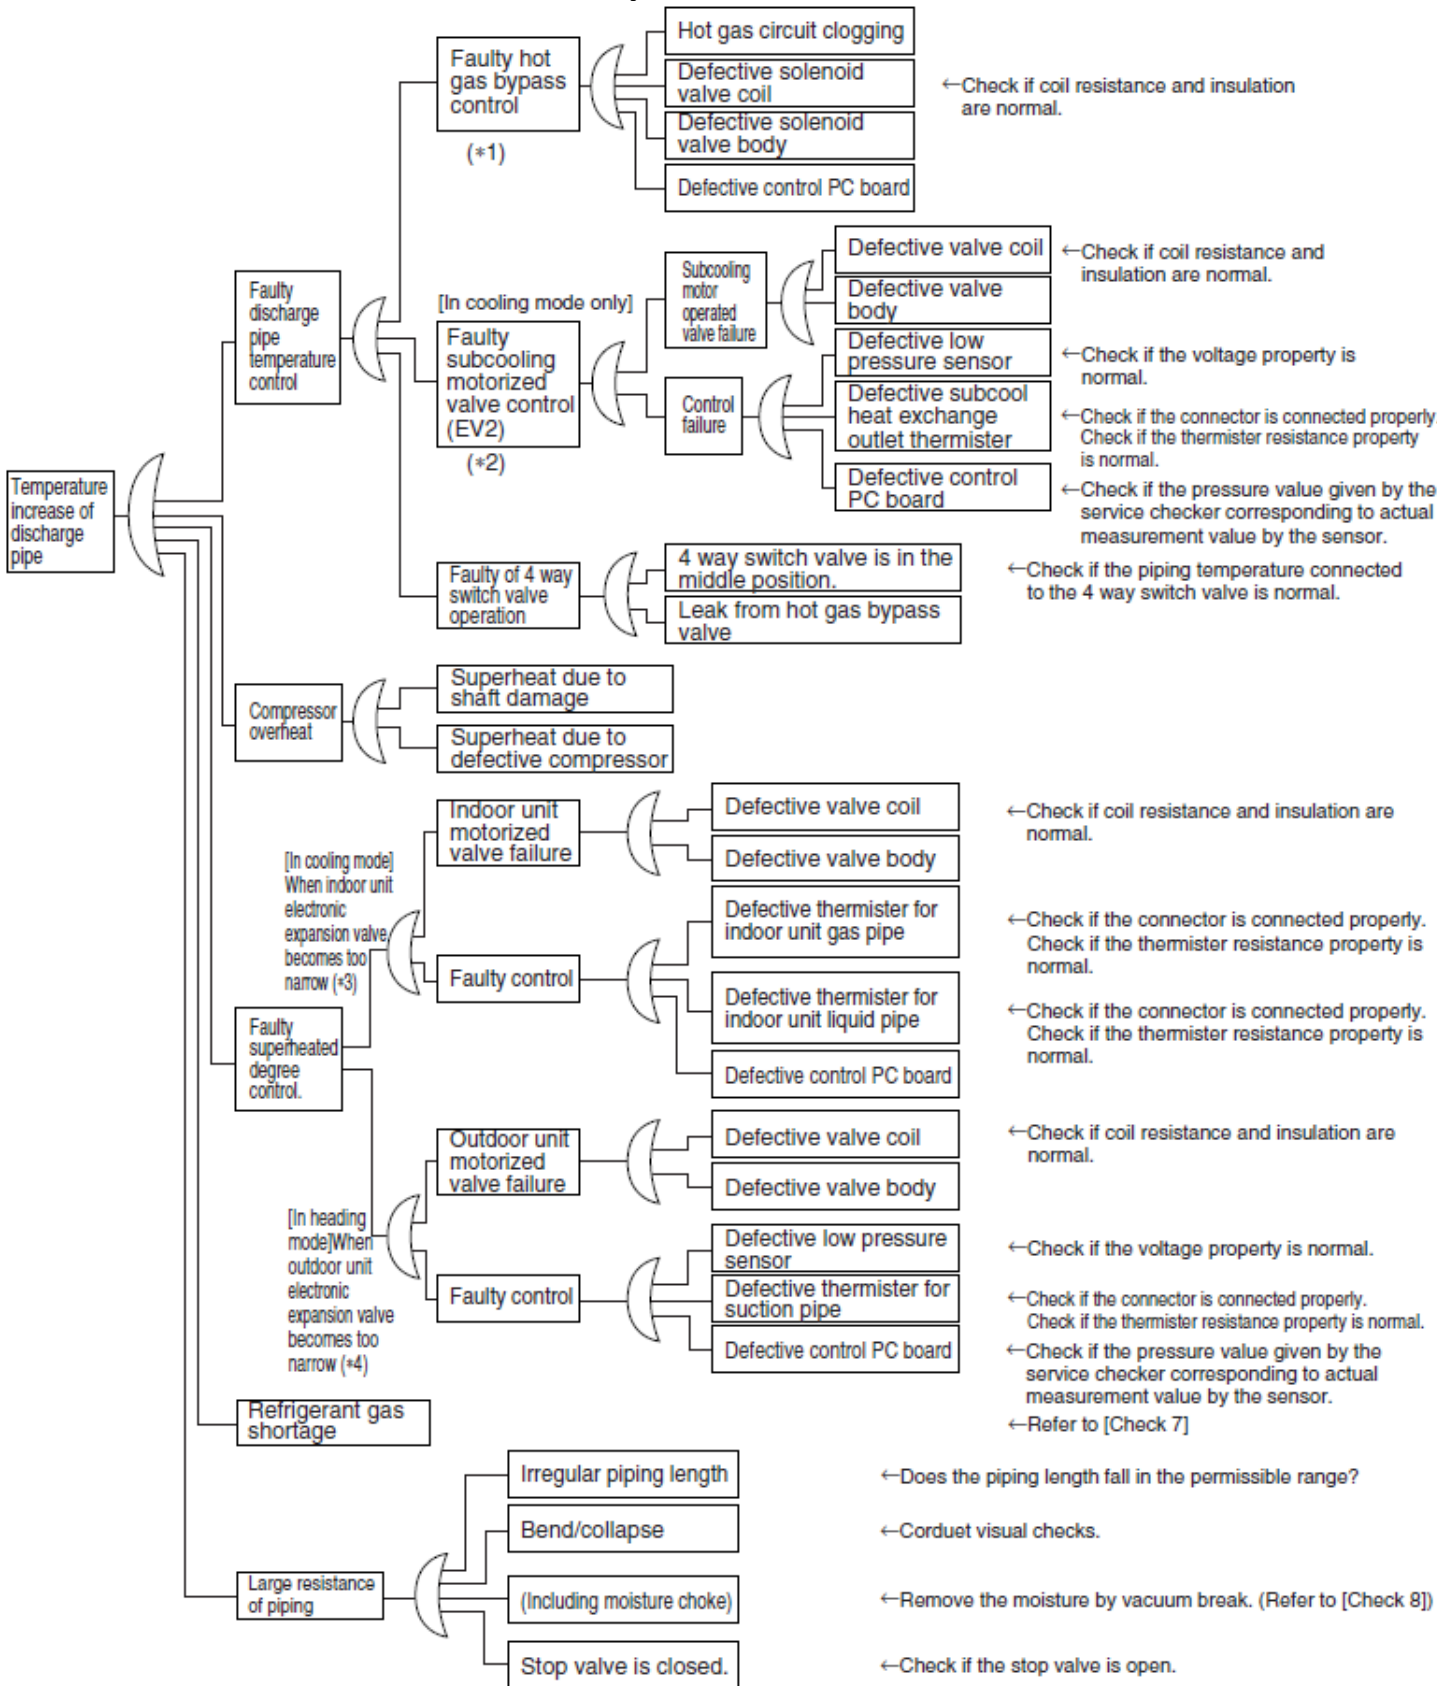 Hot gas circuit clogging
Faulty hot
gas bypass
control
(*1)
Defective solenoid
valve coil
←Check if coil resistance and insulation
are normal.
Defective solenoid
valve body
Defective control PC board
Faulty
discharge
pipe
temperature
control
[In cooling mode only]
Faulty
subcooling
motorized
valve control
(EV2)
(*2)
Subcooling
motor
operated
valve failure
Defective valve coil
←Check if coil resistance and
insulation are normal.
Defective valve
body
Control
failure
Defective low
pressure sensor
←Check if the voltage property is
normal.
Defective subcool
heat exchange
outlet thermister
←Check if the connector is connected properly.
Check if the thermister resistance property
is normal.
Defective control
PC board
←Check if the pressure value given by the
service checker corresponding to actual
measurement value by the sensor.
Temperature
increase of
discharge
pipe
Faulty of 4 way
switch valve
operation
4 way switch valve is in the
middle position.
←Check if the piping temperature connected
to the 4 way switch valve is normal.
Leak from hot gas bypass
valve
Compressor
overheat
Superheat due to
shaft damage
Superheat due to
defective compressor
Faulty
superheated
degree
control.
[In cooling mode]
When indoor unit
electronic
expansion valve
becomes too
narrow (*3)
Indoor unit
motorized
valve failure
Defective valve coil
←Check if coil resistance and insulation are
normal.
Defective valve body
Faulty control
Defective thermister for
indoor unit gas pipe
←Check if the connector is connected properly.
Check if the thermister resistance property is
normal.
Defective thermister for
indoor unit liquid pipe
←Check if the connector is connected properly.
Check if the thermister resistance property is
normal.
Defective control PC board
[In heading
mode]When
outdoor unit
electronic
expansion valve
becomes too
narrow (*4)
Outdoor unit
motorized
valve failure
Defective valve coil
←Check if coil resistance and insulation are
normal.
Defective valve body
Faulty control
Defective low pressure
sensor
←Check if the voltage property is normal.
Defective thermister for
suction pipe
←Check if the connector is connected properly.
Check if the thermister resistance property is normal.
Defective control PC board
←Check if the pressure value given by the
service checker corresponding to actual
measurement value by the sensor.
Refrigerant gas
shortage
←Refer to [Check 7]
Large resistance
of piping
Irregular piping length
←Does the piping length fall in the permissible range?
Bend/collapse
←Corduet visual checks.
(Including moisture choke)
←Remove the moisture by vacuum break. (Refer to [Check 8])
Stop valve is closed.
←Check if the stop valve is open.